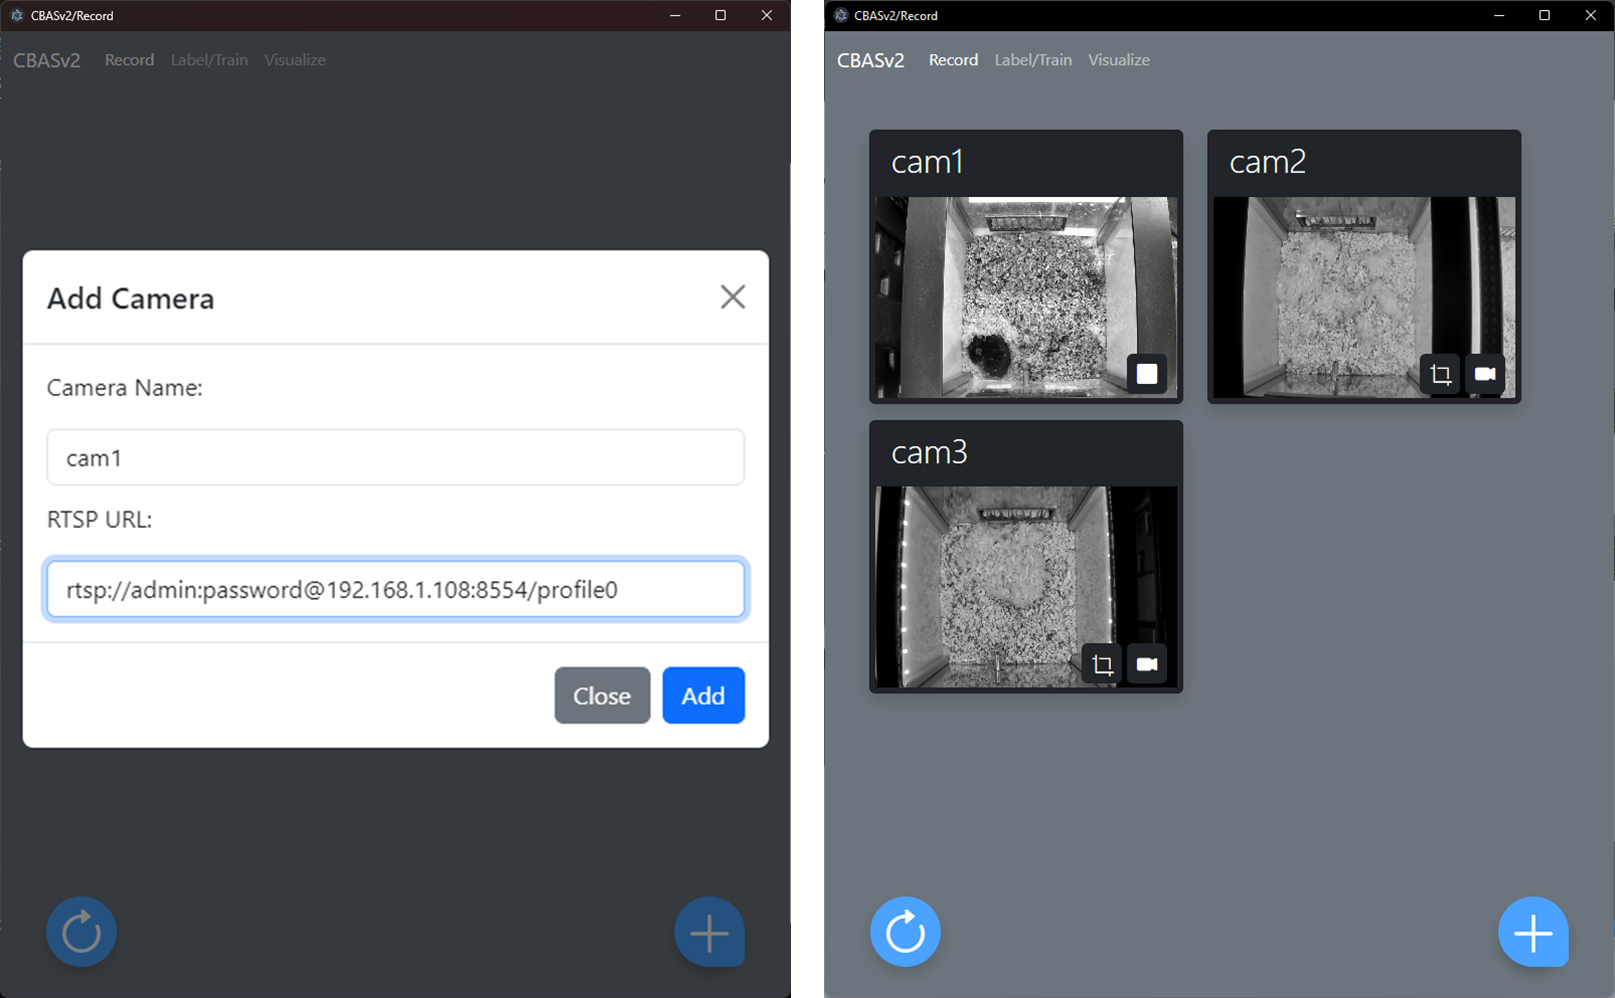 CBASv2/Record
CBASv2 Record Label/Train Visualize
Add Camera
Camera Name:
cam1
RTSP URL:
rtsp://admin:password@192.168.1.108:8554/profile0
Close Add
CBASv2/Record
CBASv2 Record Label/Train Visualize
cam1
cam2
cam3